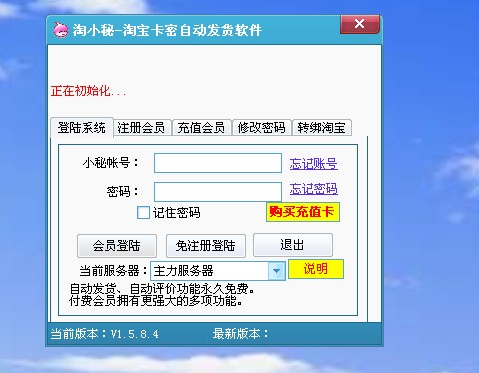 淘小秘-淘宝卡密自动发货软件
正在初始化...
登陆系统 注册会员 充值会员 修改密码 转绑淘宝
小秘帐号： 忘记账号
密码： 忘记密码
记住密码 购买充值卡
会员登陆 免注册登陆 退出
当前服务器： 主力服务器 说明
自动发货、自动评价功能永久免费。
付费会员拥有更强大的多项功能。
当前版本：V1.5.8.4 最新版本：